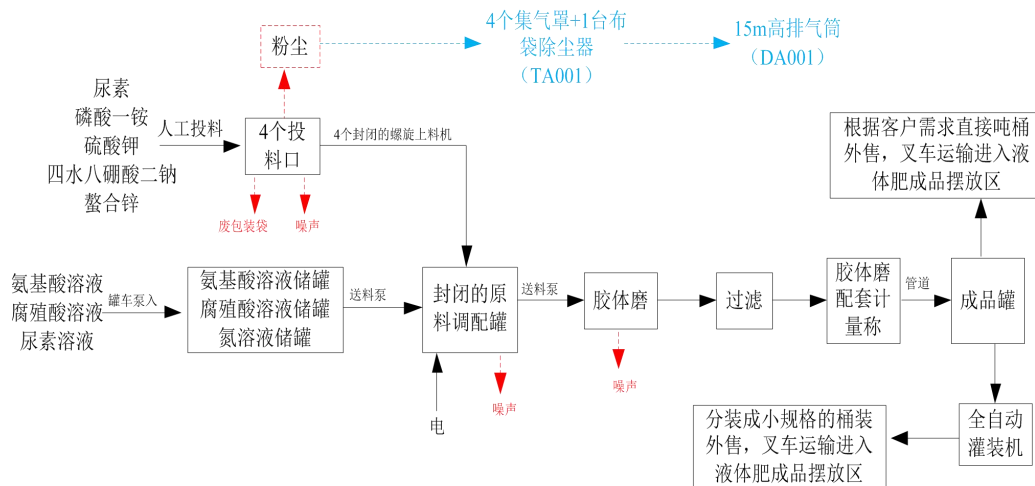 粉尘
4个集气罩+1台布
袋除尘器
（TA001）
15m高排气筒
（DA001）
尿素
磷酸一铵
硫酸钾
四水八硼酸二钠
螯合锌
人工投料
4个投
料口
4个封闭的螺旋上料机
废包装袋
噪声
根据客户需求直接吨桶
外售，叉车运输进入液
体肥成品摆放区
氨基酸溶液
腐殖酸溶液
尿素溶液
罐车泵入
氨基酸溶液储罐
腐殖酸溶液储罐
氮溶液储罐
送料泵
封闭的原
料调配罐
送料泵
胶体磨
过滤
胶体磨
配套计
量称
管道
成品罐
噪声
噪声
电
分装成小规格的桶装
外售，叉车运输进入
液体肥成品摆放区
全自动
灌装机